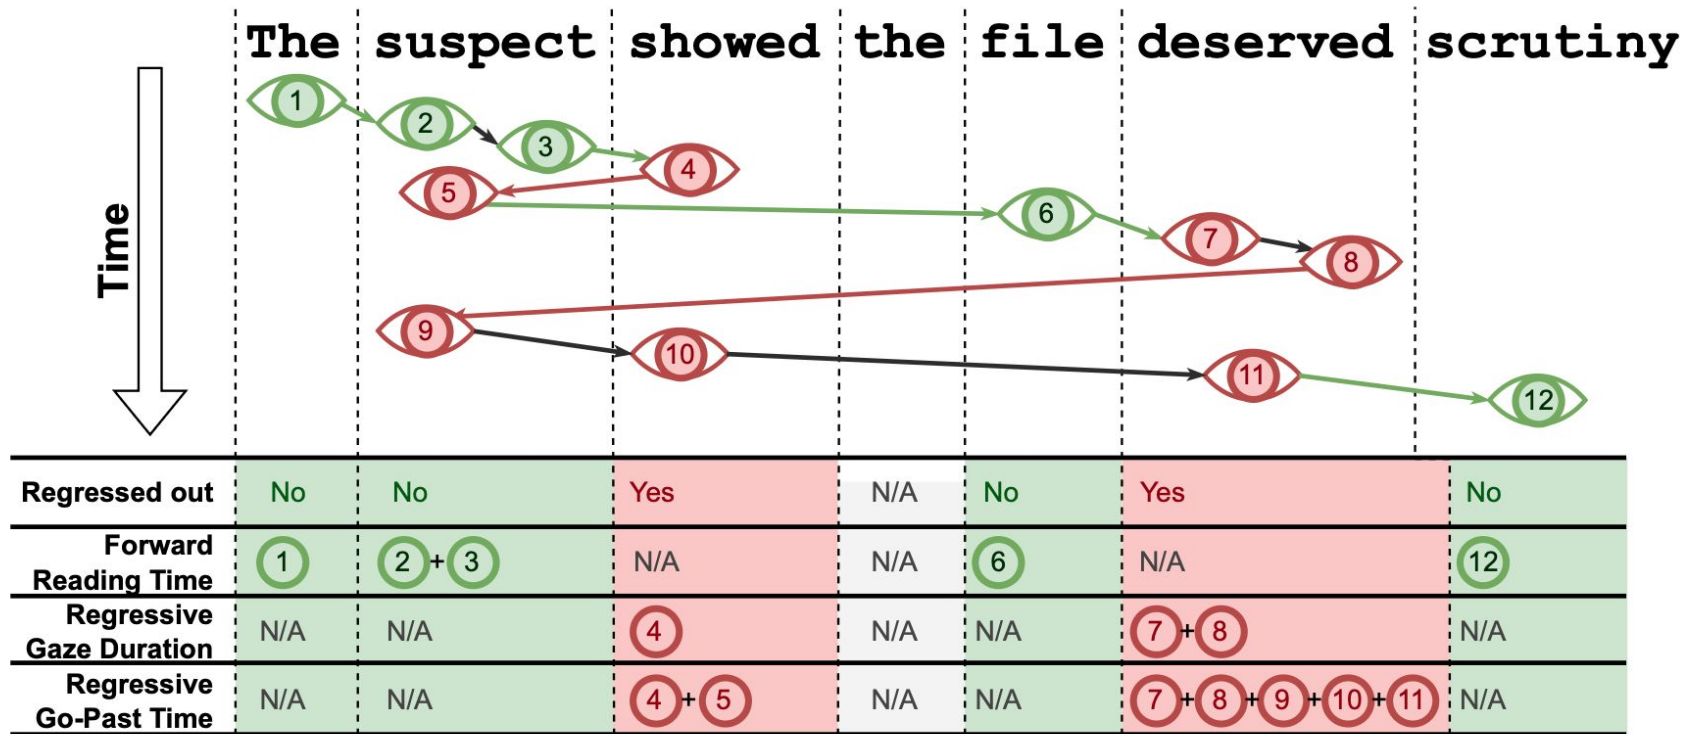 The suspect showed the file deserved scrutiny
Time
1
2
3
4
5
6
7
8
9
10
11
12
Regressed out No No Yes N/A No Yes No
Forward
Reading Time 1 2 + 3 N/A N/A 6 N/A 12
Regressive
Gaze Duration N/A N/A 4 N/A N/A 7 + 8 N/A
Regressive
Go-Past Time N/A N/A 4 + 5 N/A N/A 7 + 8 + 9 + 10 + 11 N/A